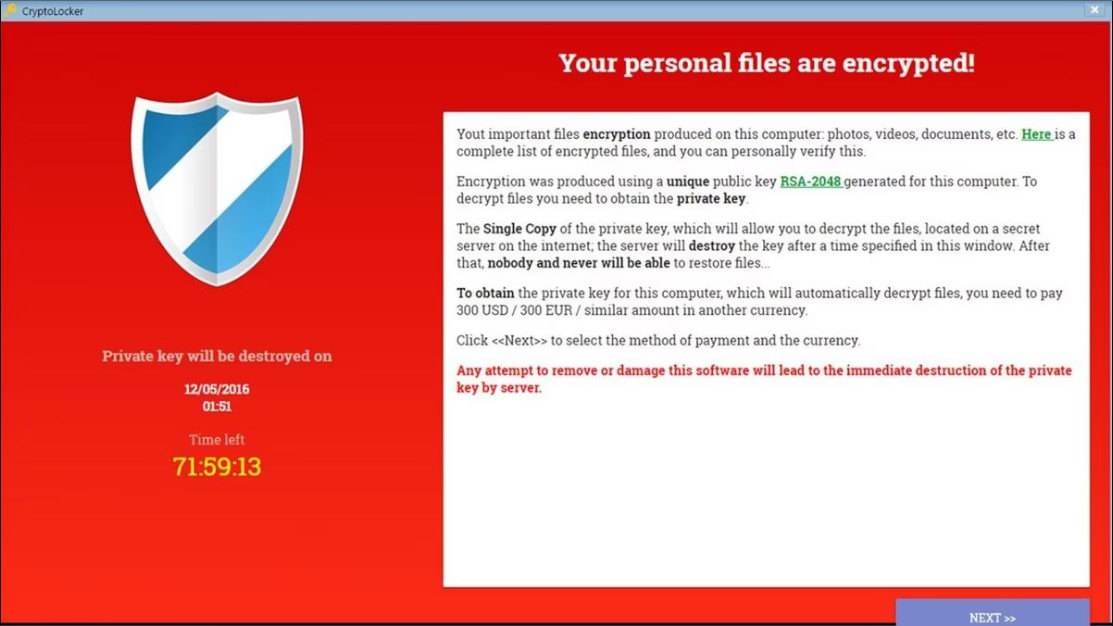 CryptoLocker
Your personal files are encrypted!
Yout important files encryption produced on this computer: photos, videos, documents, etc. Here is a
complete list of encrypted files, and you can personally verify this.
Encryption was produced using a unique public key RSA-2048 generated for this computer. To
decrypt files you need to obtain the private key.
The Single Copy of the private key, which will allow you to decrypt the files, located on a secret
server on the internet; the server will destroy the key after a time specified in this window. After
that, nobody and never will be able to restore files...
To obtain the private key for this computer, which will automatically decrypt files, you need to pay
300 USD / 300 EUR / similar amount in another currency.
Click <<Next>> to select the method of payment and the currency.
Any attempt to remove or damage this software will lead to the immediate destruction of the private
key by server.
Private key will be destroyed on
12/05/2016
01:51
Time left
71:59:13
NEXT >>